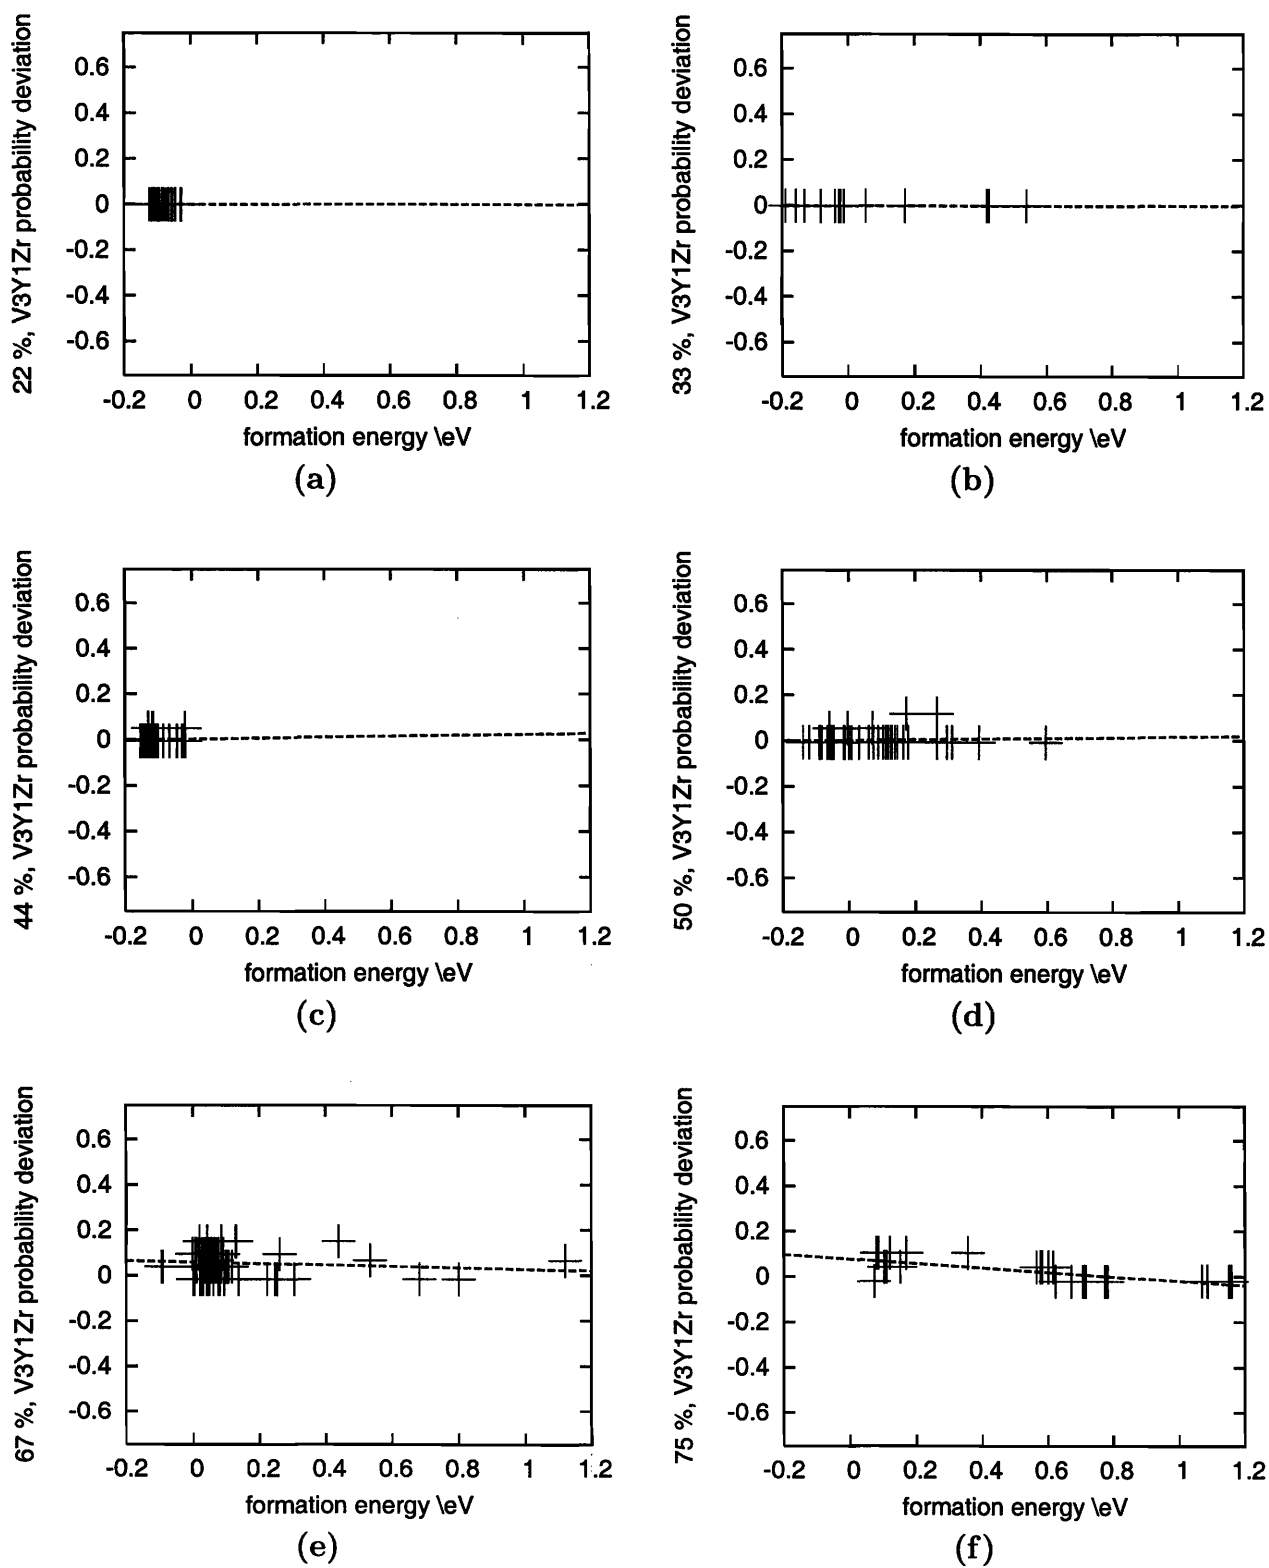 22 %, V3Y1Zr probability deviation
0.6
0.4
0.2
0
-0.2
-0.4
-0.6
-0.2 0 0.2 0.4 0.6 0.8 1 1.2
formation energy \eV
(a)
33 %, V3Y1Zr probability deviation
0.6
0.4
0.2
0
-0.2
-0.4
-0.6
-0.2 0 0.2 0.4 0.6 0.8 1 1.2
formation energy \eV
(b)
44 %, V3Y1Zr probability deviation
0.6
0.4
0.2
0
-0.2
-0.4
-0.6
-0.2 0 0.2 0.4 0.6 0.8 1 1.2
formation energy \eV
(c)
50 %, V3Y1Zr probability deviation
0.6
0.4
0.2
0
-0.2
-0.4
-0.6
-0.2 0 0.2 0.4 0.6 0.8 1 1.2
formation energy \eV
(d)
67 %, V3Y1Zr probability deviation
0.6
0.4
0.2
0
-0.2
-0.4
-0.6
-0.2 0 0.2 0.4 0.6 0.8 1 1.2
formation energy \eV
(e)
75 %, V3Y1Zr probability deviation
0.6
0.4
0.2
0
-0.2
-0.4
-0.6
-0.2 0 0.2 0.4 0.6 0.8 1 1.2
formation energy \eV
(f)